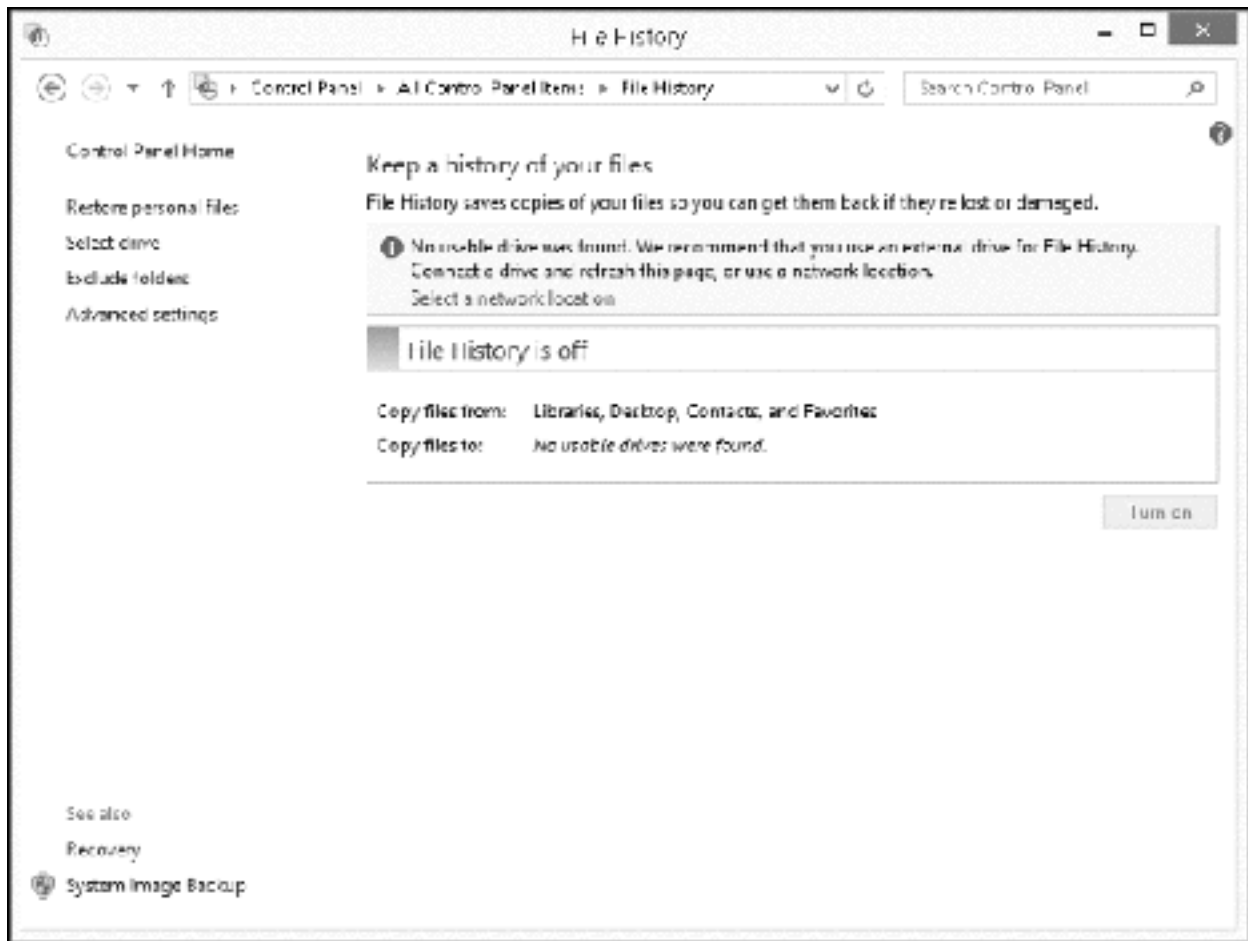 File History
Control Panel ▸ All Control Panel Items ▸ File History
Search Control Panel
Control Panel Home
Restore personal files
Select drive
Exclude folders
Advanced settings
Keep a history of your files
File History saves copies of your files so you can get them back if they're lost or damaged.
No usable drive was found. We recommend that you use an external drive for File History.
Connect a drive and refresh this page, or use a network location.
Select a network location
File History is off
Copy files from: Libraries, Desktop, Contacts, and Favorites
Copy files to: No usable drives were found.
Turn on
See also
Recovery
System Image Backup